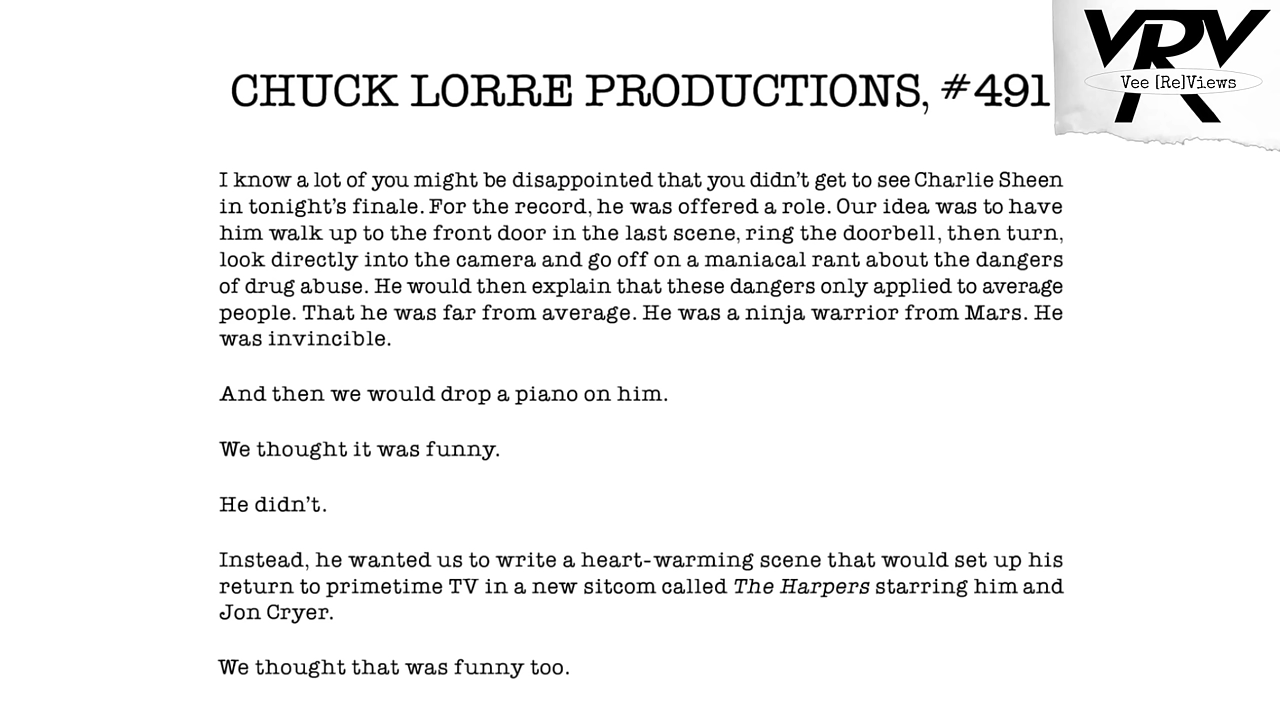 CHUCK LORRE PRODUCTIONS, #491
VRV
Vee [Re]Views
I know a lot of you might be disappointed that you didn't get to see Charlie Sheen
in tonight's finale. For the record, he was offered a role. Our idea was to have
him walk up to the front door in the last scene, ring the doorbell, then turn,
look directly into the camera and go off on a maniacal rant about the dangers
of drug abuse. He would then explain that these dangers only applied to average
people. That he was far from average. He was a ninja warrior from Mars. He
was invincible.
And then we would drop a piano on him.
We thought it was funny.
He didn't.
Instead, he wanted us to write a heart-warming scene that would set up his
return to primetime TV in a new sitcom called The Harpers starring him and
Jon Cryer.
We thought that was funny too.